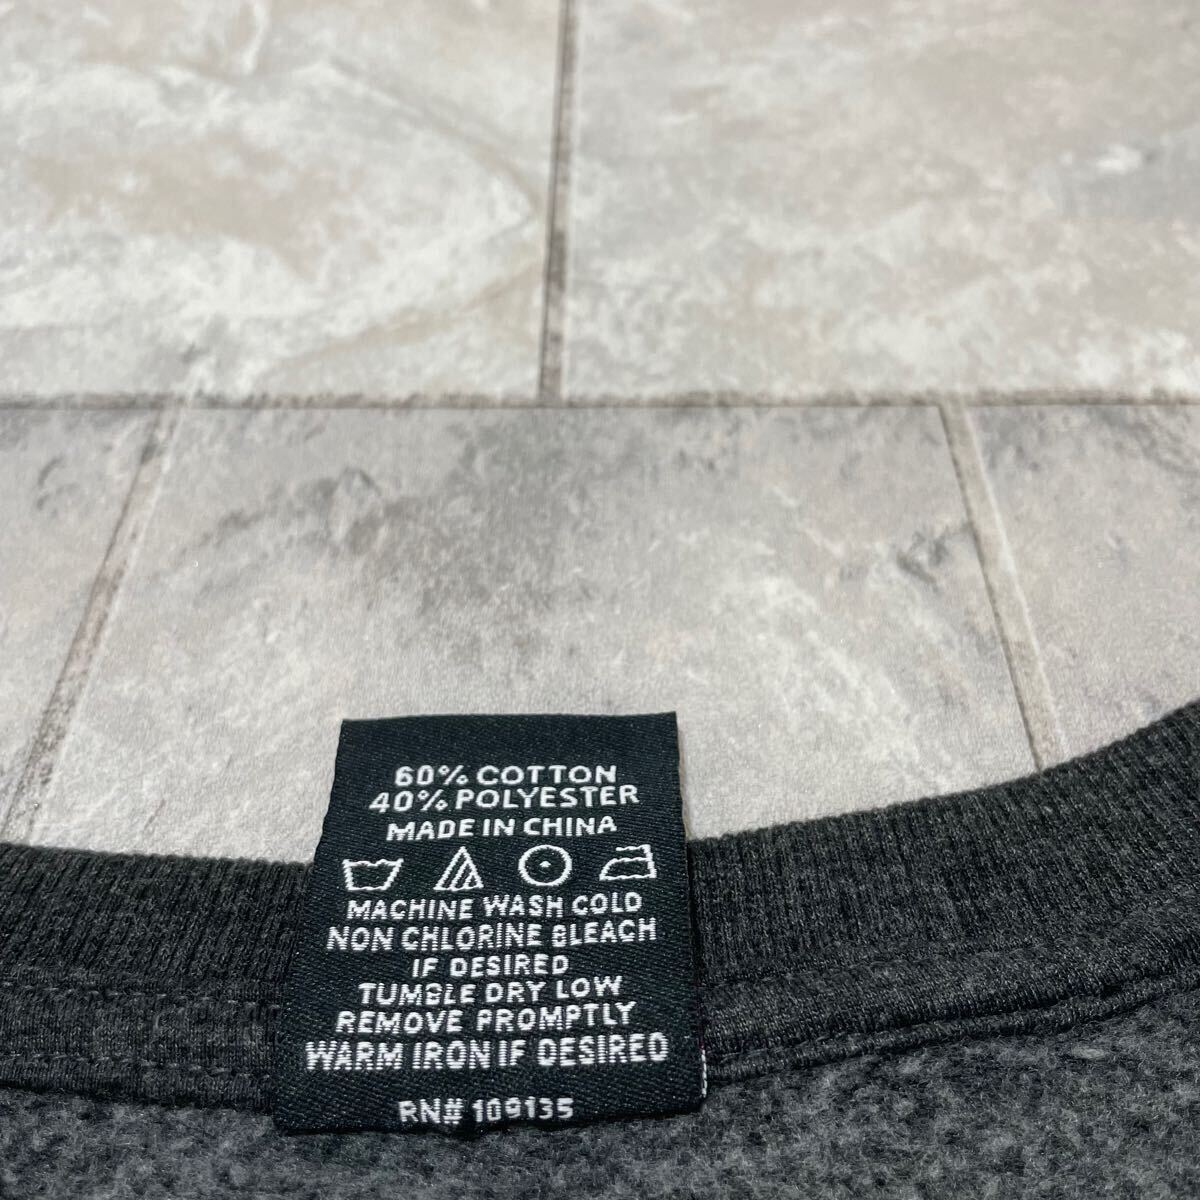 60% COTTON
40% POLYESTER
MADE IN CHINA
MACHINE WASH COLD
NON CHLORINE BLEACH
IF DESIRED
TUMBLE DRY LOW
REMOVE PROMPTLY
WARM IRON IF DESIRED
RN# 109135